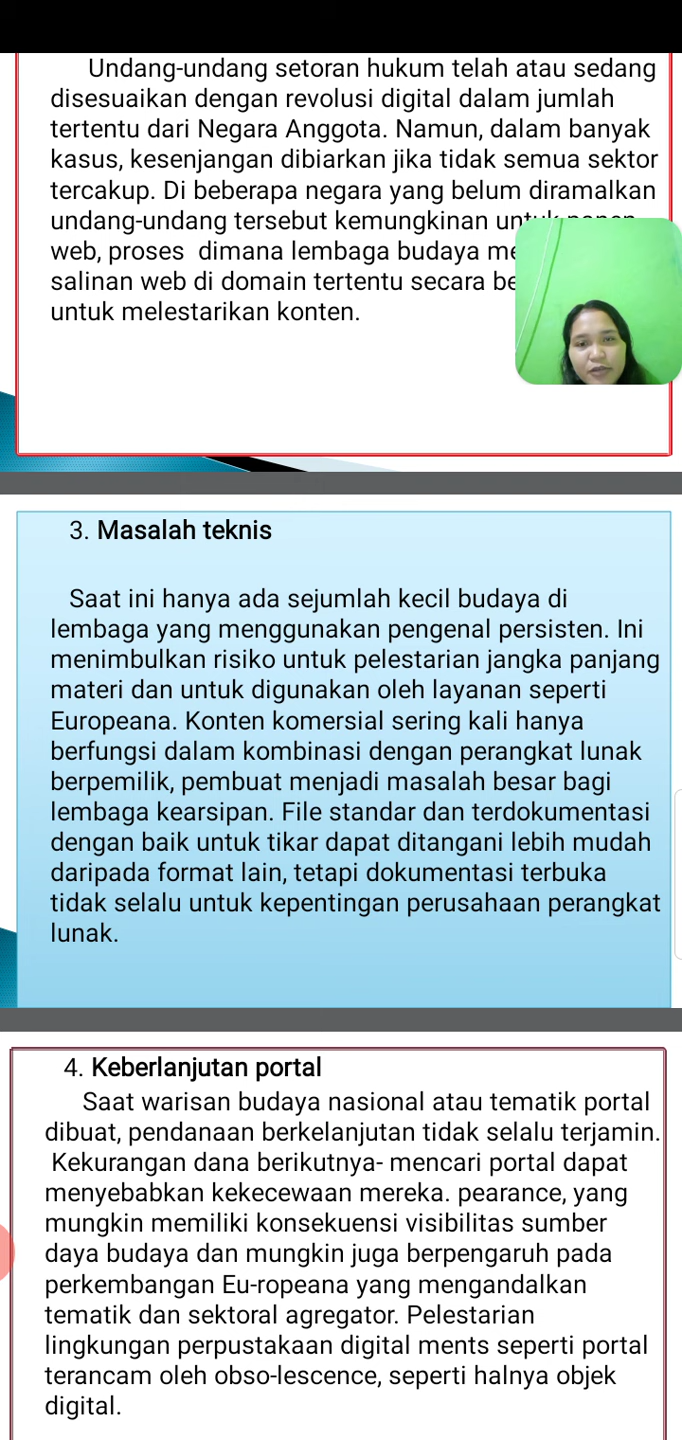 Undang-undang setoran hukum telah atau sedang
disesuaikan dengan revolusi digital dalam jumlah
tertentu dari Negara Anggota. Namun, dalam banyak
kasus, kesenjangan dibiarkan jika tidak semua sektor
tercakup. Di beberapa negara yang belum diramalkan
undang-undang tersebut kemungkinan untuk panen
web, proses dimana lembaga budaya
salinan web di domain tertentu secara
untuk melestarikan konten.
3. Masalah teknis
Saat ini hanya ada sejumlah kecil budaya di
lembaga yang menggunakan pengenal persisten. Ini
menimbulkan risiko untuk pelestarian jangka panjang
materi dan untuk digunakan oleh layanan seperti
Europeana. Konten komersial sering kali hanya
berfungsi dalam kombinasi dengan perangkat lunak
berpemilik, pembuat menjadi masalah besar bagi
lembaga kearsipan. File standar dan terdokumentasi
dengan baik untuk tikar dapat ditangani lebih mudah
daripada format lain, tetapi dokumentasi terbuka
tidak selalu untuk kepentingan perusahaan perangkat
lunak.
4. Keberlanjutan portal
Saat warisan budaya nasional atau tematik portal
dibuat, pendanaan berkelanjutan tidak selalu terjamin.
Kekurangan dana berikutnya- mencari portal dapat
menyebabkan kekecewaan mereka. pearance, yang
mungkin memiliki konsekuensi visibilitas sumber
daya budaya dan mungkin juga berpengaruh pada
perkembangan Eu-ropeana yang mengandalkan
tematik dan sektoral agregator. Pelestarian
lingkungan perpustakaan digital ments seperti portal
terancam oleh obso-lescence, seperti halnya objek
digital.